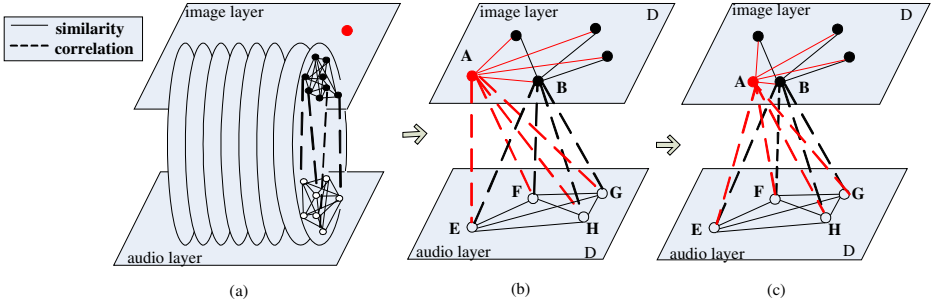 similarity
correlation
image layer
audio layer
(a)
image layer
D
A
B
E
F
G
H
audio layer
D
(b)
image layer
D
A
B
E
F
G
H
audio layer
D
(c)